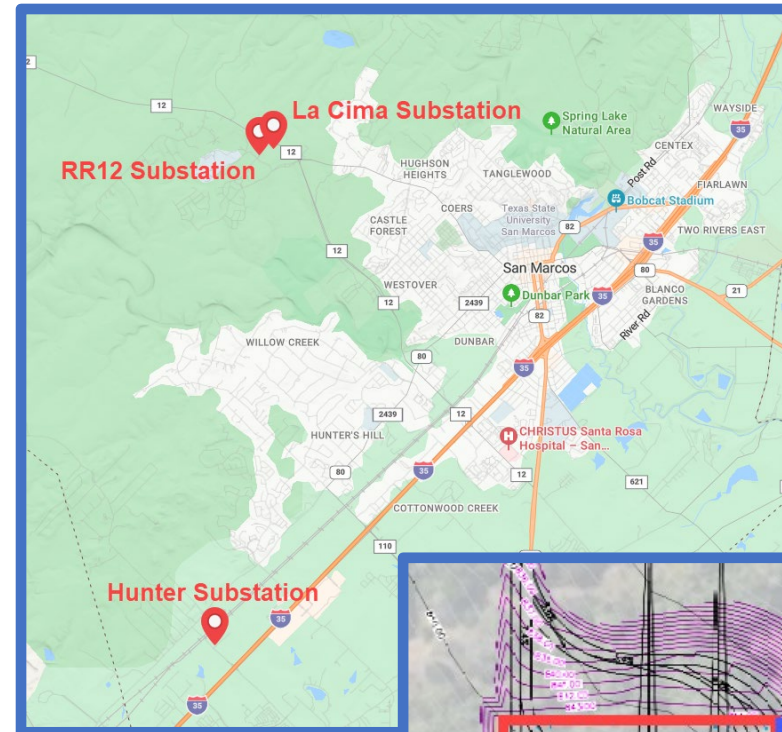 2
12
La Cima Substation
12
RR12 Substation
Spring Lake
Natural Area
WAYSIDE
35
CENTEX
Post Rd
FIARLAWN
HUGHSON
HEIGHTS
TANGLEWOOD
Bobcat Stadium
COERS
Texas State
University
San Marcos
CASTLE
FOREST
82
TWO RIVERS EAST
35
12
San Marcos
80
WESTOVER
Dunbar Park
35
BLANCO
GARDENS
21
12
2439
82
River Rd
WILLOW CREEK
DUNBAR
80
35
2439
12
HUNTER'S HILL
CHRISTUS Santa Rosa
Hospital – San...
80
35
12
621
COTTONWOOD CREEK
110
Hunter Substation
35
35